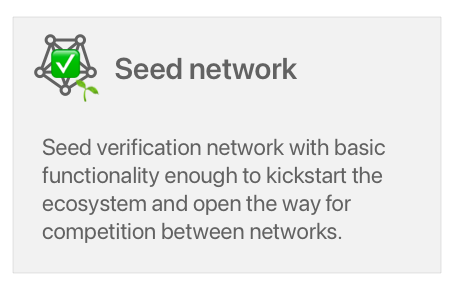 Seed network
Seed verification network with basic
functionality enough to kickstart the
ecosystem and open the way for
competition between networks.